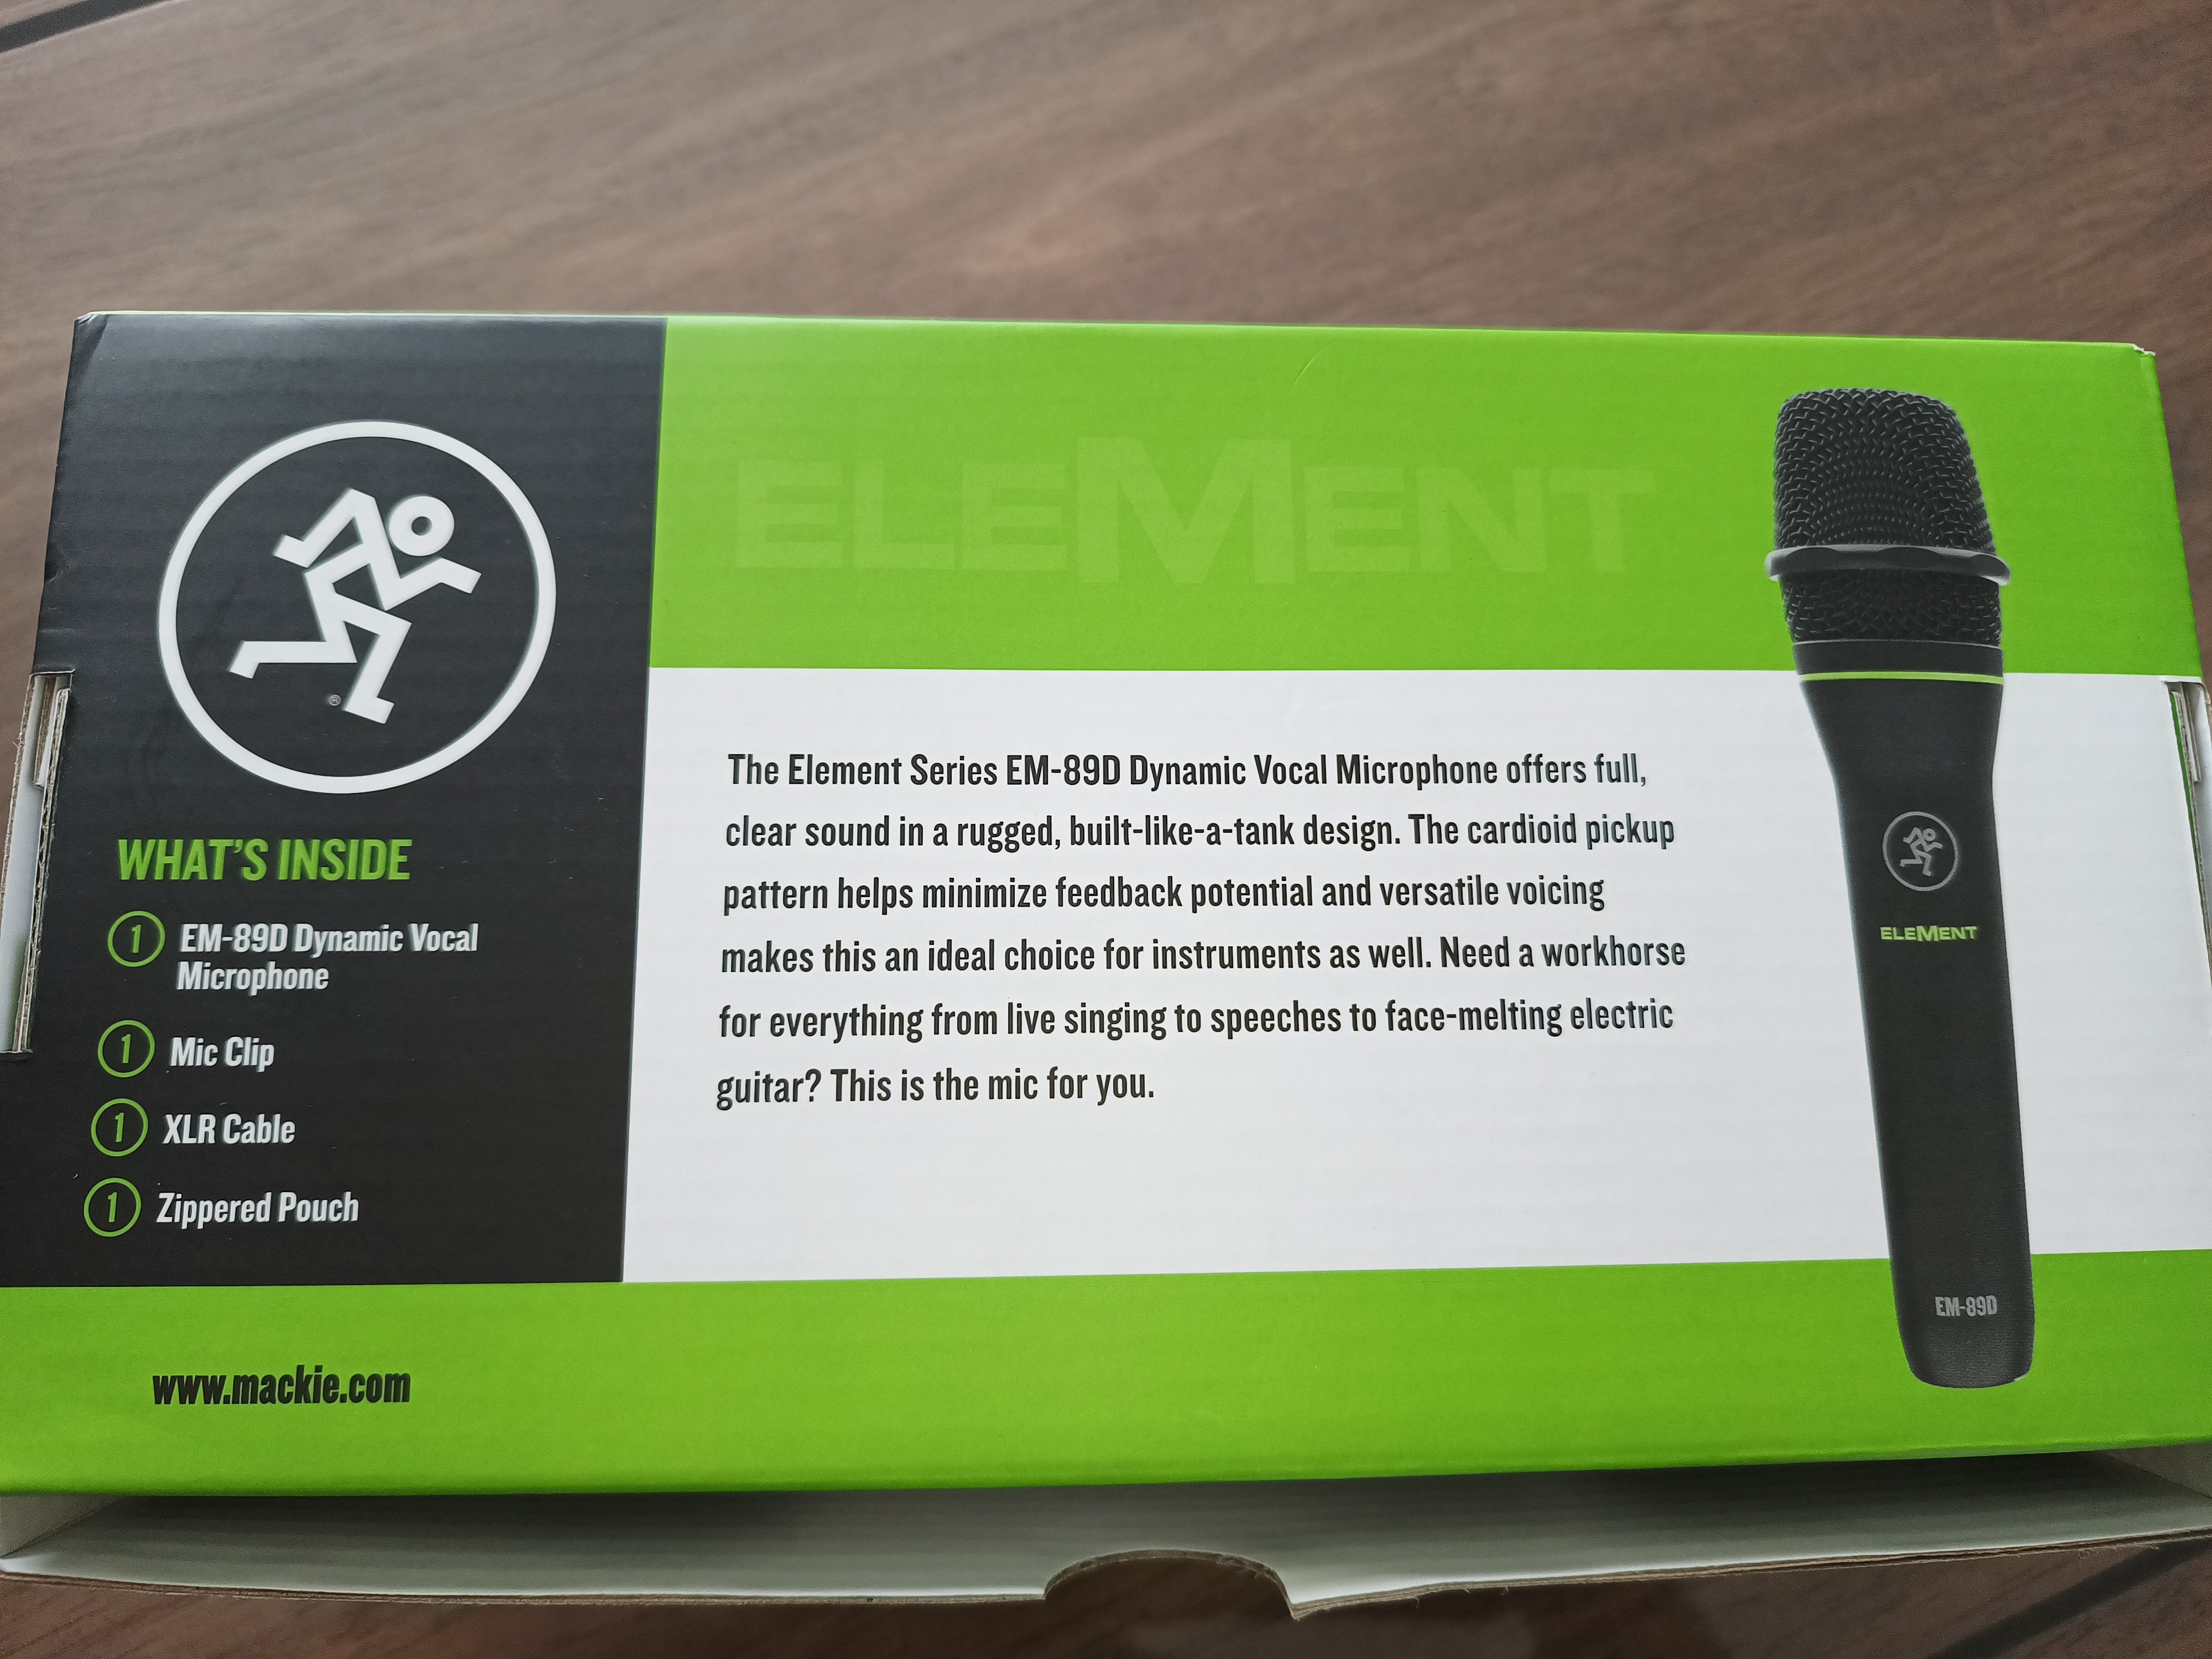 ELEMENT
WHAT'S INSIDE
1 EM-89D Dynamic Vocal
Microphone
1 Mic Clip
1 XLR Cable
1 Zippered Pouch
The Element Series EM-89D Dynamic Vocal Microphone offers full,
clear sound in a rugged, built-like-a-tank design. The cardioid pickup
pattern helps minimize feedback potential and versatile voicing
makes this an ideal choice for instruments as well. Need a workhorse
for everything from live singing to speeches to face-melting electric
guitar? This is the mic for you.
ELEMENT
EM-89D
www.mackie.com
®